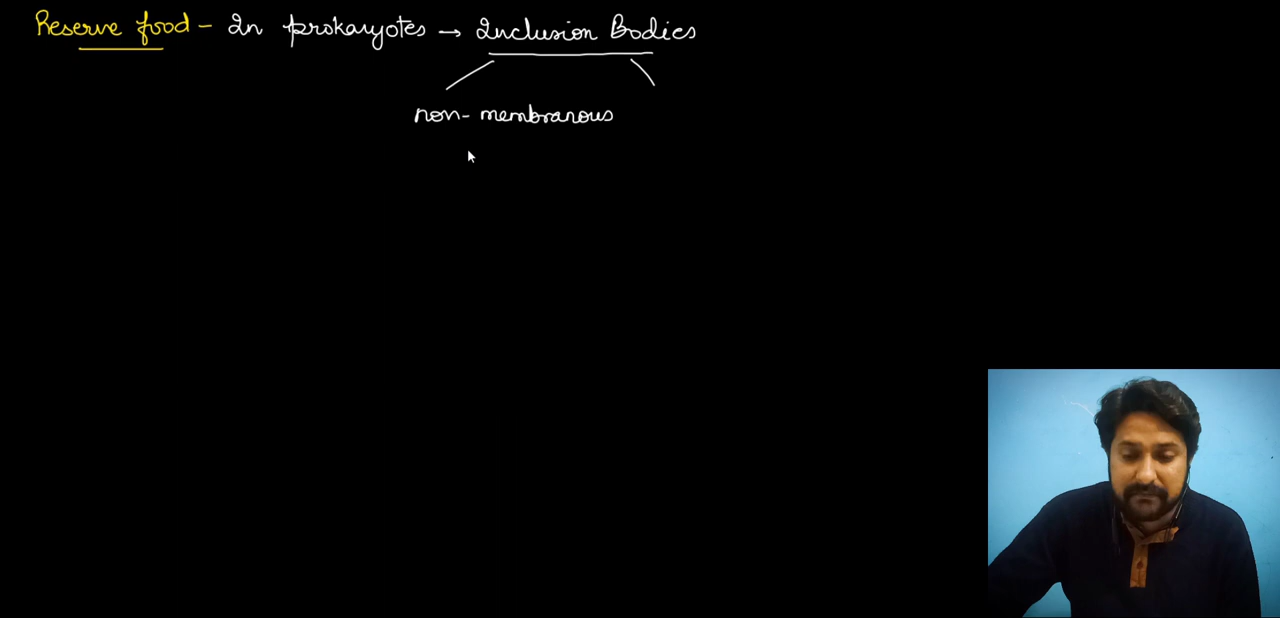 Reserve food - In prokaryotes → Inclusion Bodies
non-membranous